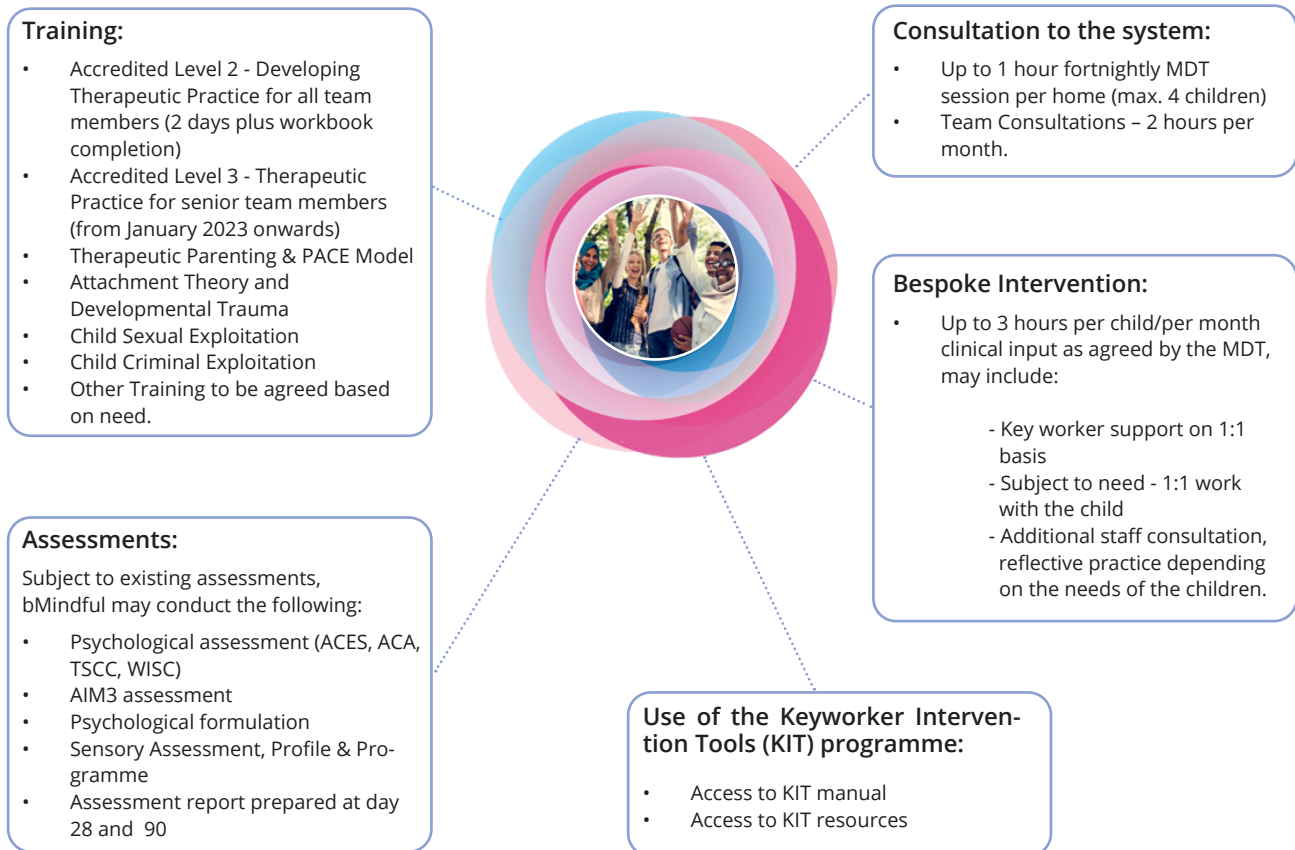 Training:
• Accredited Level 2 - Developing
Therapeutic Practice for all team
members (2 days plus workbook
completion)
• Accredited Level 3 - Therapeutic
Practice for senior team members
(from January 2023 onwards)
• Therapeutic Parenting & PACE Model
• Attachment Theory and
Developmental Trauma
• Child Sexual Exploitation
• Child Criminal Exploitation
• Other Training to be agreed based
on need.
Consultation to the system:
• Up to 1 hour fortnightly MDT
session per home (max. 4 children)
• Team Consultations – 2 hours per
month.
Bespoke Intervention:
• Up to 3 hours per child/per month
clinical input as agreed by the MDT,
may include:
- Key worker support on 1:1
basis
- Subject to need - 1:1 work
with the child
- Additional staff consultation,
reflective practice depending
on the needs of the children.
Assessments:
Subject to existing assessments,
bMindful may conduct the following:
• Psychological assessment (ACES, ACA,
TSCC, WISC)
• AIM3 assessment
• Psychological formulation
• Sensory Assessment, Profile & Pro-
gramme
• Assessment report prepared at day
28 and 90
Use of the Keyworker Interven-
tion Tools (KIT) programme:
• Access to KIT manual
• Access to KIT resources